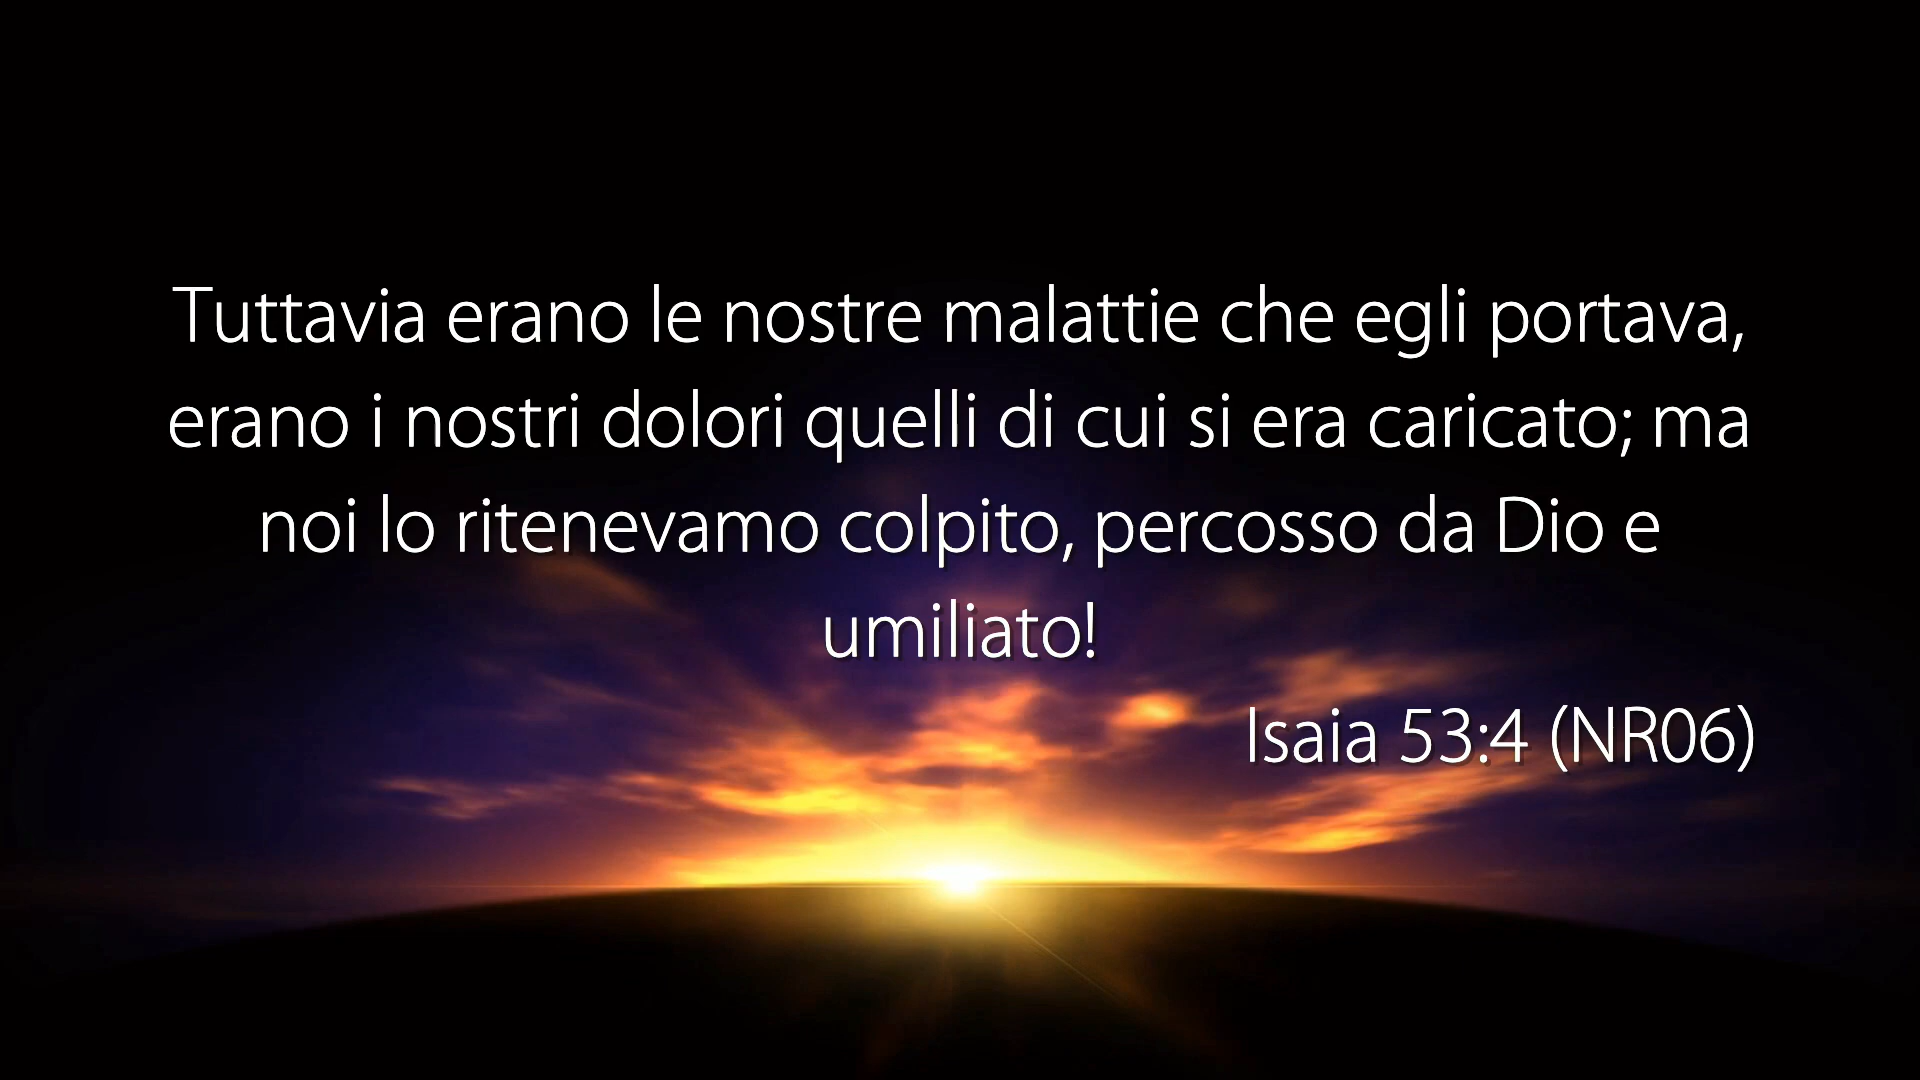 Tuttavia erano le nostre malattie che egli portava,
erano i nostri dolori quelli di cui si era caricato; ma
noi lo ritenevamo colpito, percosso da Dio e
umiliato!
Isaia 53:4 (NR06)